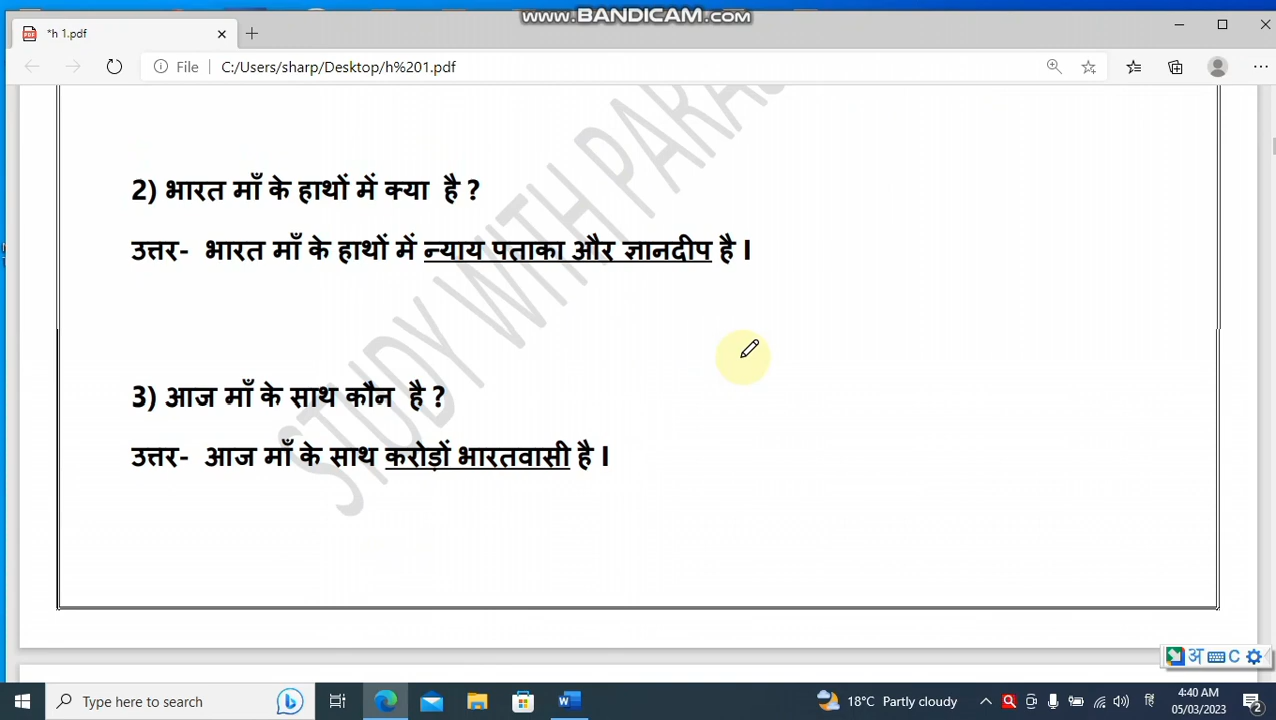 www.BANDICAM.com
*h 1.pdf
File C:/Users/sharp/Desktop/h%201.pdf
2) भारत माँ के हाथों में क्या है ?
उत्तर- भारत माँ के हाथों में न्याय पताका और ज्ञानदीप है I
3) आज माँ के साथ कौन है ?
उत्तर- आज माँ के साथ करोड़ों भारतवासी है I
STUDY WITH PARAS
अ C
Type here to search
18°C Partly cloudy
हि
4:40 AM
05/03/2023
2